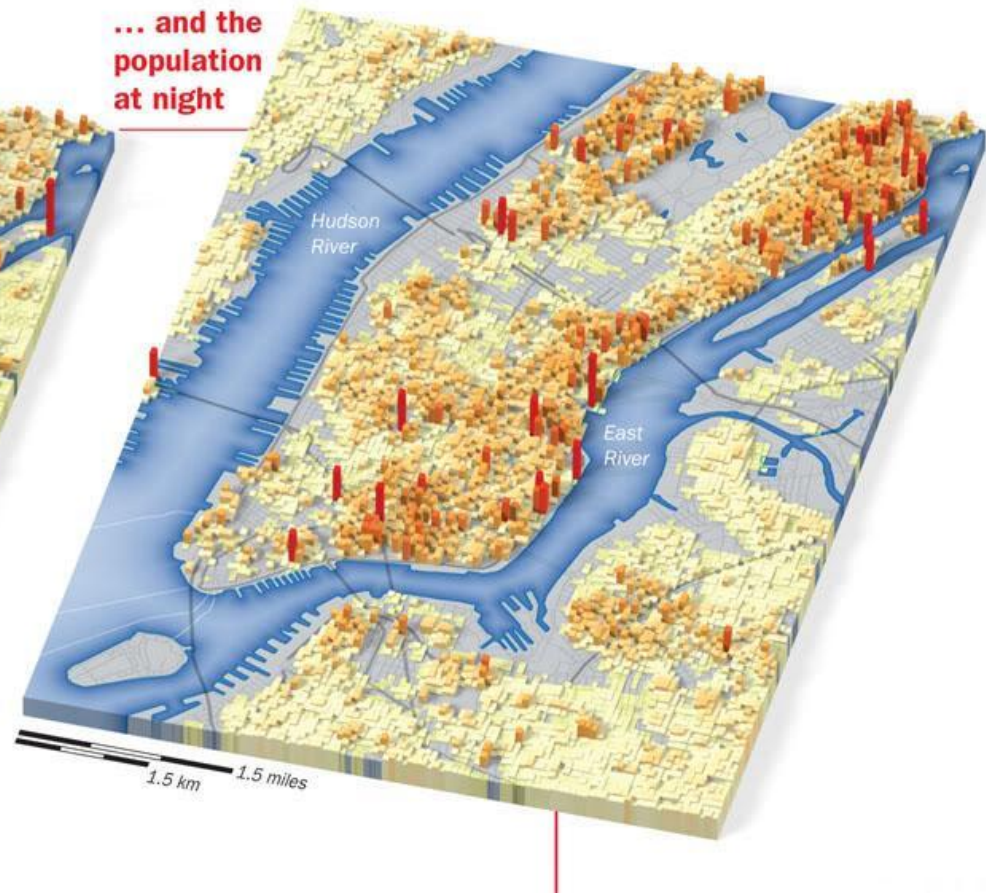 ... and the
population
at night
Hudson
River
East
River
1.5 km
1.5 miles